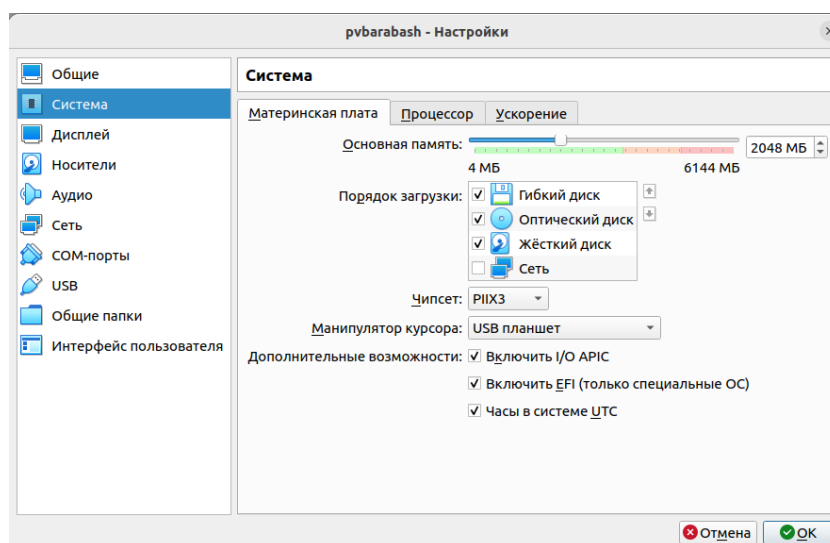 pvbarabash - Настройки
Общие
Система
Дисплей
Носители
Аудио
Сеть
COM-порты
USB
Общие папки
Интерфейс пользователя
Система
Материнская плата Процессор Ускорение
Основная память: 2048 МБ
4 МБ 6144 МБ
Порядок загрузки: Гибкий диск
Оптический диск
Жёсткий диск
Сеть
Чипсет: PIIX3
Манипулятор курсора: USB планшет
Дополнительные возможности: Включить I/O APIC
Включить EFI (только специальные ОС)
Часы в системе UTC
Отмена OK